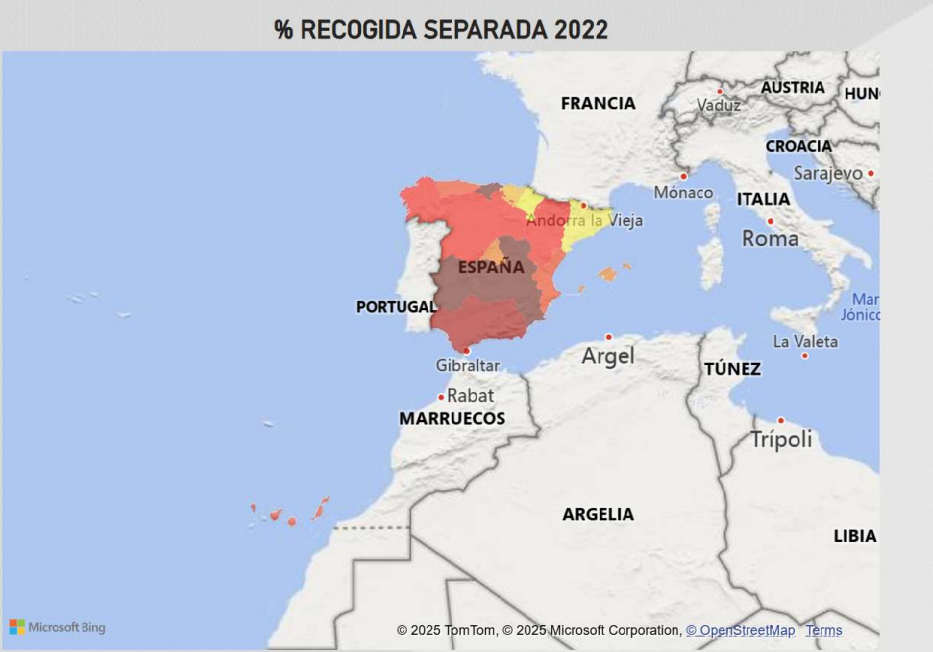 % RECOGIDA SEPARADA 2022
AUSTRIA
HUN
Vaduz
FRANCIA
CROACIA
Sarajevo
Mónaco
ITALIA
Andorra la Vieja
Roma
ESPAÑA
PORTUGAL
Mar
Jónico
La Valeta
Argel
Gibraltar
TÚNEZ
Rabat
MARRUECOS
Trípoli
ARGELIA
LIBIA
Microsoft Bing
© 2025 TomTom, © 2025 Microsoft Corporation, © OpenStreetMap Terms